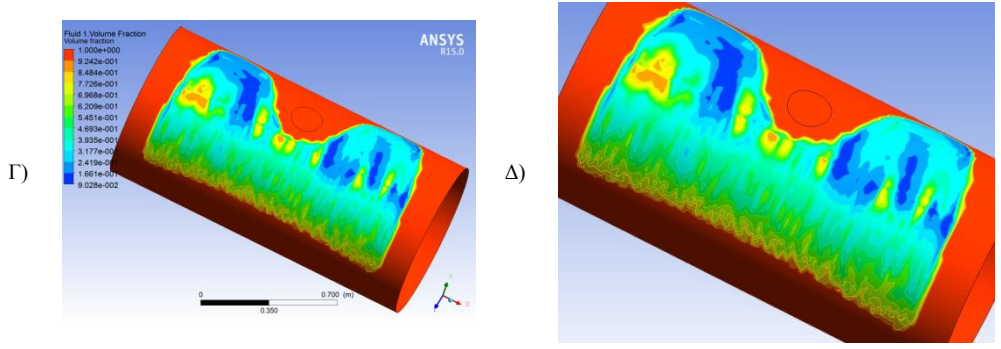 Γ)
Fluid 1.Volume Fraction
Volume fraction
1.000e+000
9.242e-001
8.484e-001
7.726e-001
6.968e-001
6.209e-001
5.451e-001
4.693e-001
3.935e-001
3.177e-001
2.419e-001
1.661e-001
9.028e-002
ANSYS
R15.0
0
0.700
(m)
0.350
Y
X
Δ)